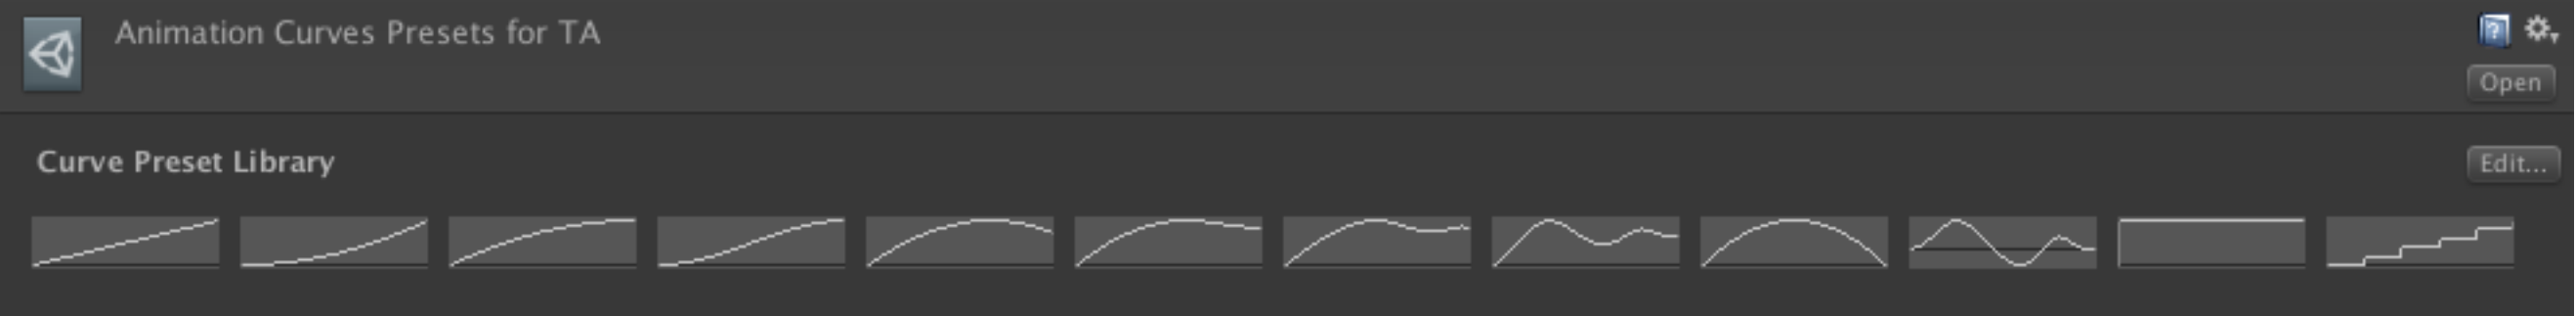 Animation Curves Presets for TA
Open
Curve Preset Library
Edit...